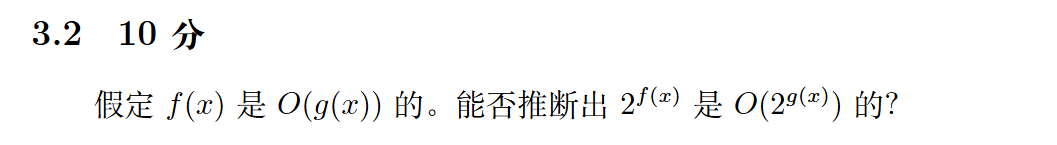 3.2 10 分
假定 f(x) 是 O(g(x)) 的。能否推断出 2^{f(x)} 是 O(2^{g(x)}) 的?